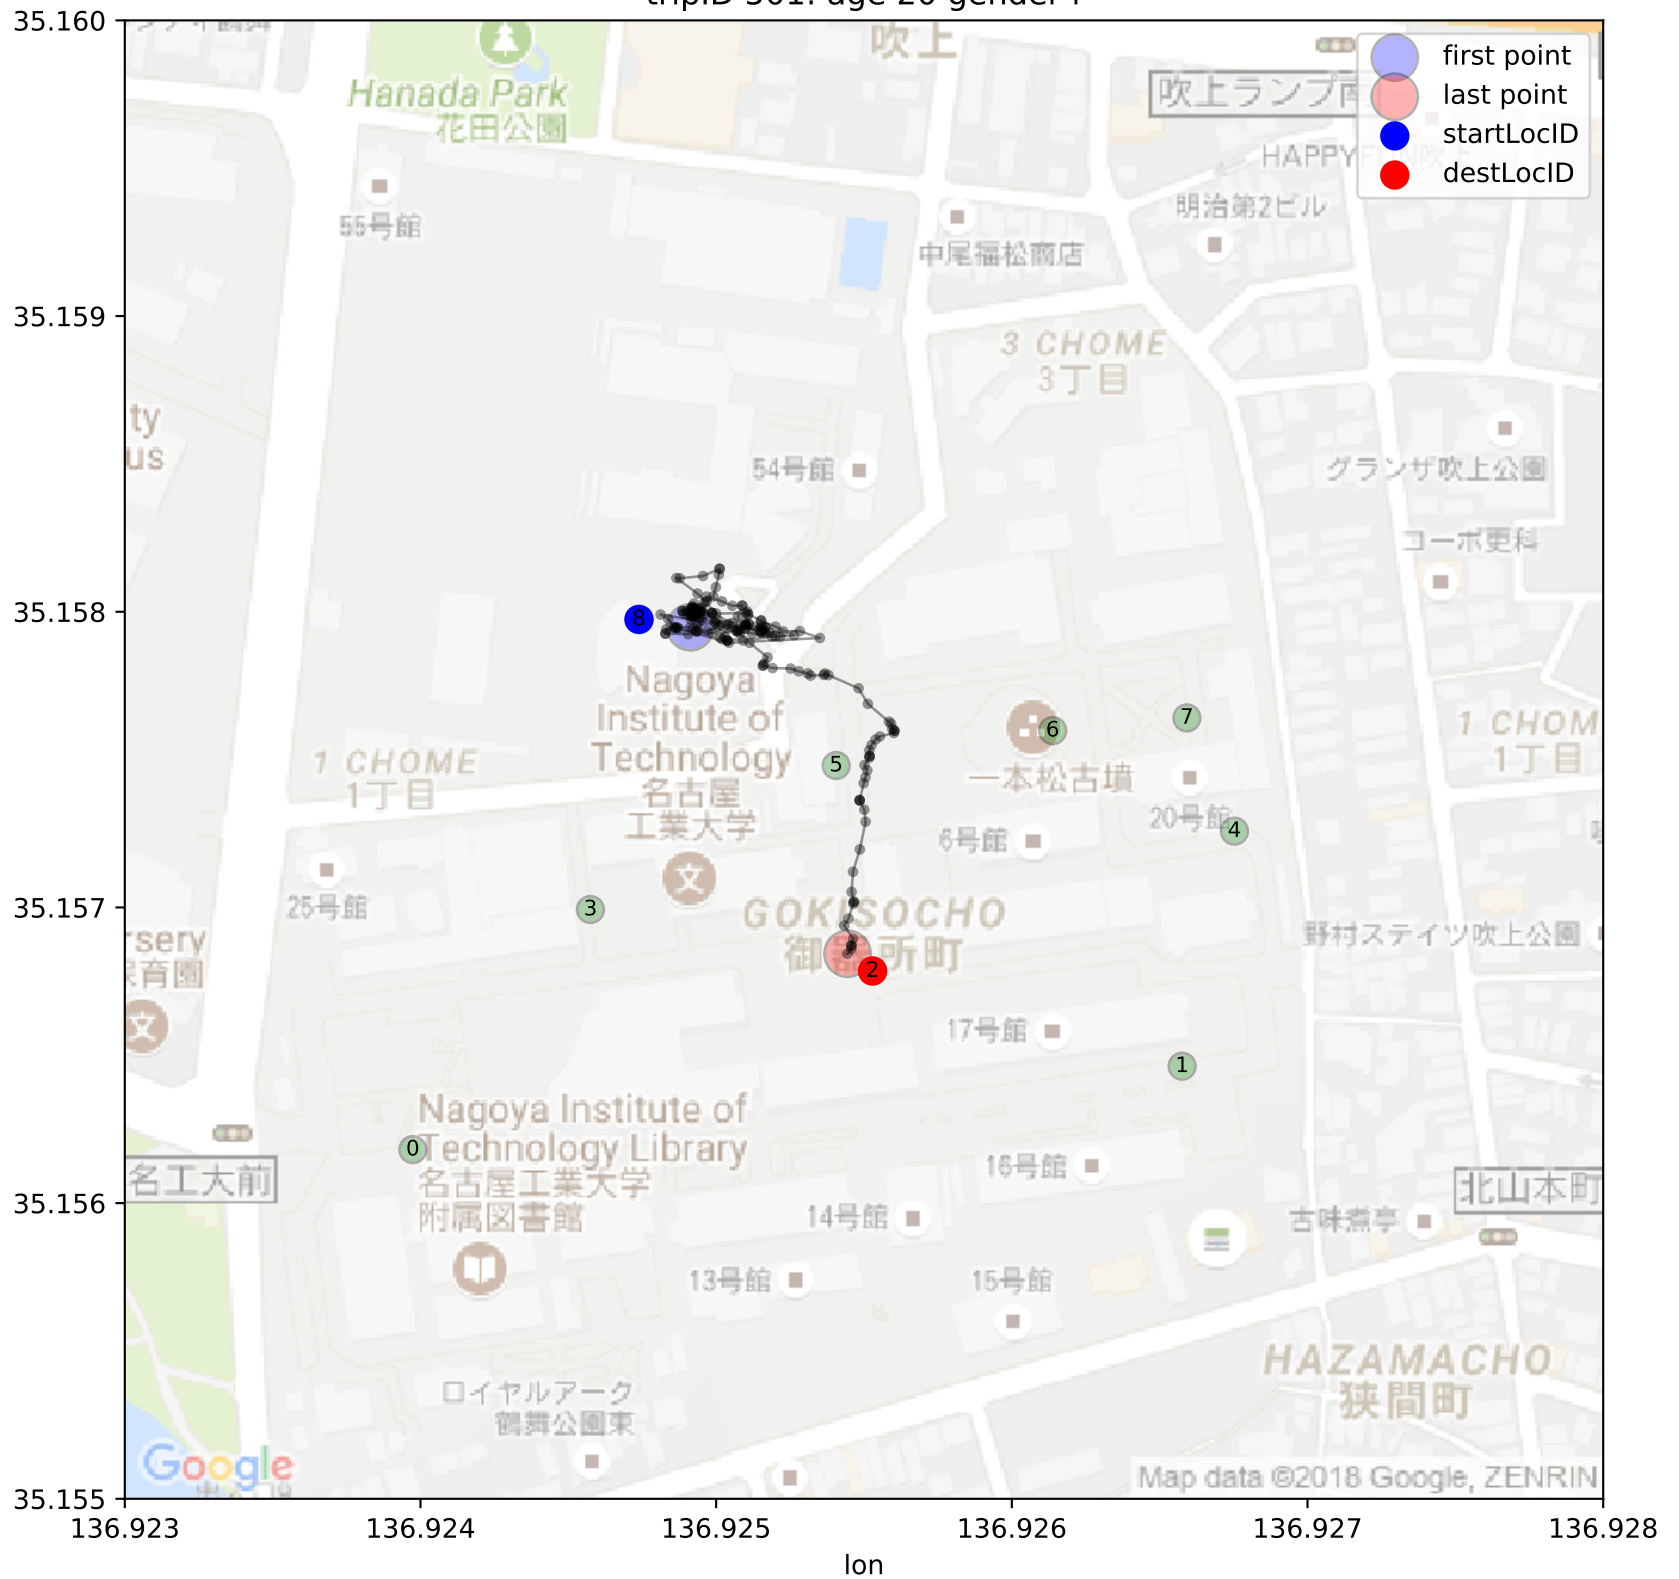 35.160
35.159
35.158
35.157
35.156
35.155
136.923
136.924
136.925
136.926
136.927
136.928
lon
first point
last point
startLocID
destLocID
吹上
Hanada Park
花田公園
吹上ランプ南
HAPPY
55号館
明治第2ビル
中尾福松商店
3 CHOME
3丁目
ty
us
54号館
グランザ吹上公園
コーポ更科
8
Nagoya
Institute of
Technology
名古屋
工業大学
1 CHOME
1丁目
5
6
7
一本松古墳
1 CHOM
1丁目
20号館
4
6号館
25号館
3
GOKISOCHO
御器所町
rsery
保育園
野村ステイツ吹上公園
2
17号館
1
Nagoya Institute of
Technology Library
名古屋工業大学
附属図書館
0
名工大前
16号館
北山本町
14号館
古味煮亭
13号館
15号館
HAZAMACHO
狭間町
ロイヤルアーク
鶴舞公園東
Google
Map data ©2018 Google, ZENRIN